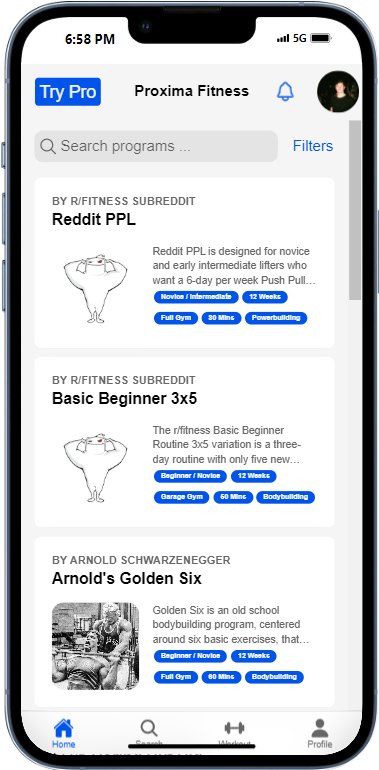 6:58 PM
5G
Try Pro
Proxima Fitness
Search programs ...
Filters
BY R/FITNESS SUBREDDIT
Reddit PPL
Reddit PPL is designed for novice
and early intermediate lifters who
want a 6-day per week Push Pull...
Novice / Intermediate
12 Weeks
Full Gym
80 Mins
Powerbuilding
BY R/FITNESS SUBREDDIT
Basic Beginner 3x5
The r/fitness Basic Beginner
Routine 3x5 variation is a three-
day routine with only five new...
Beginner / Novice
12 Weeks
Garage Gym
50 Mins
Bodybuilding
BY ARNOLD SCHWARZENEGGER
Arnold's Golden Six
Golden Six is an old school
bodybuilding program, centered
around six basic exercises, that...
Beginner / Novice
12 Weeks
Full Gym
60 Mins
Bodybuilding
Home
Search
Workout
Profile